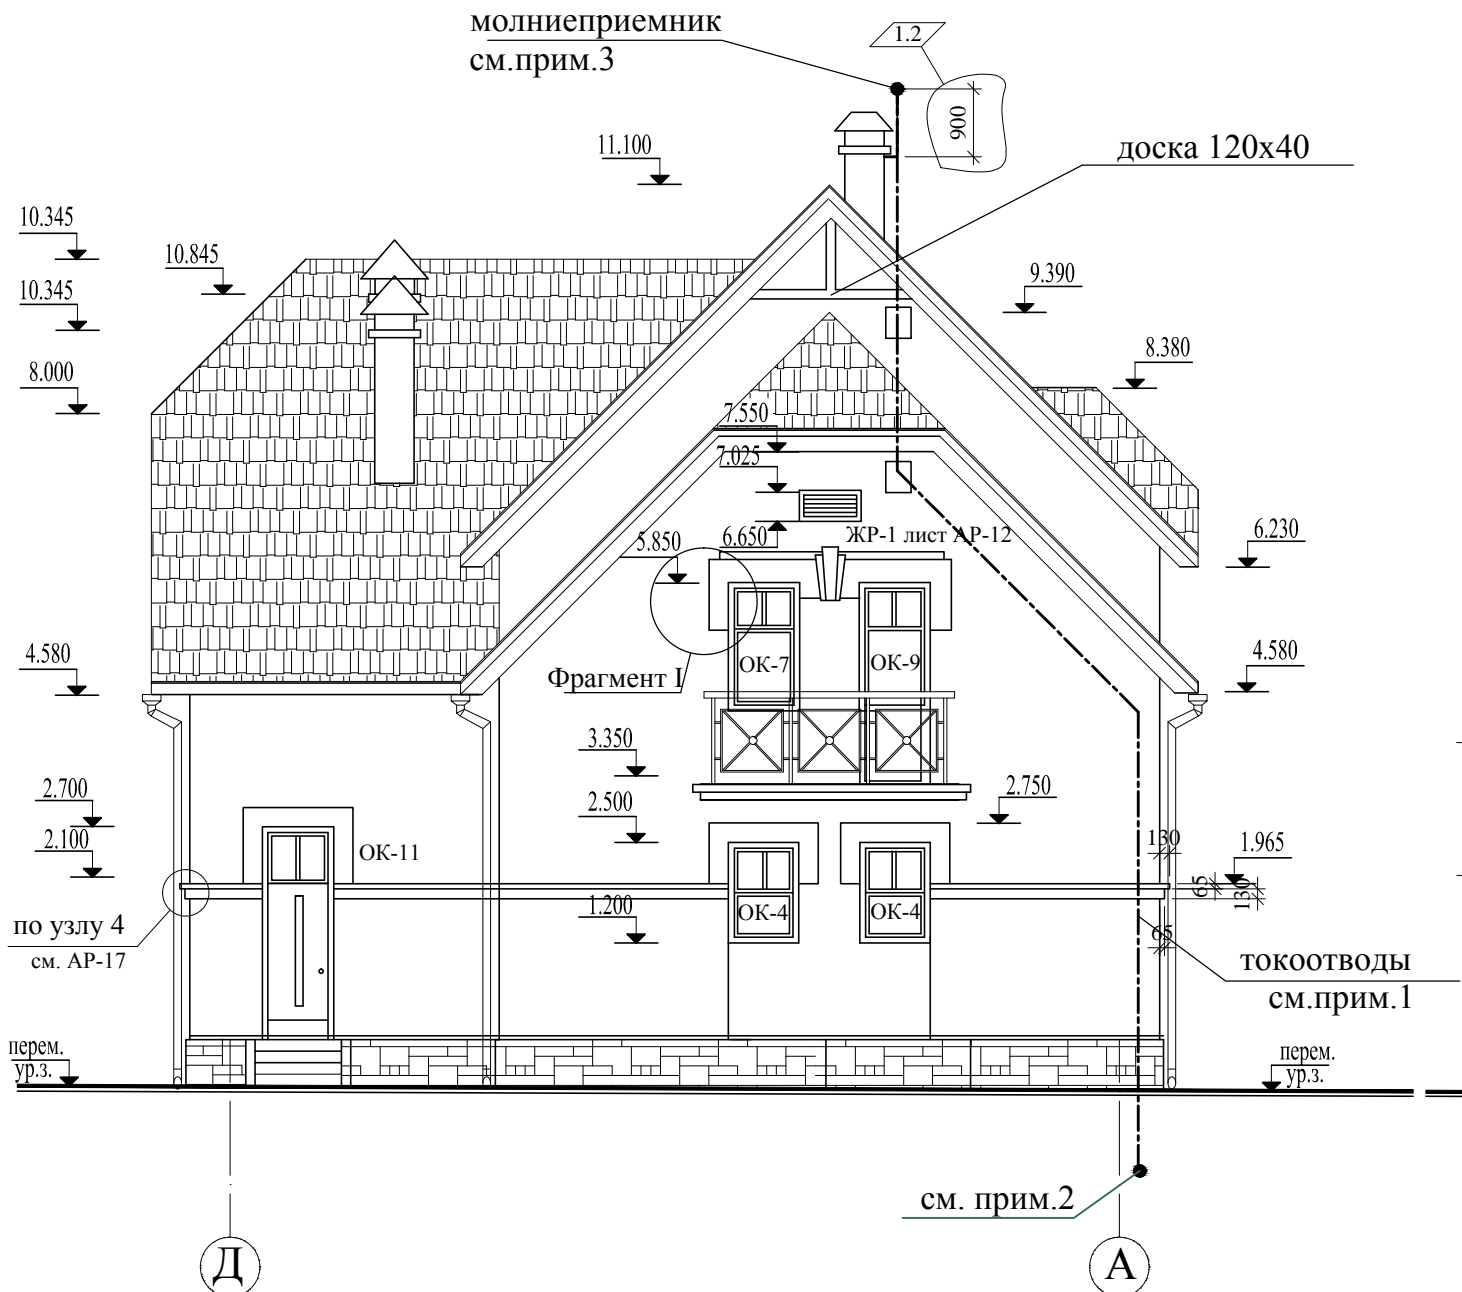 молниеприемник
см.прим.3
1.2
900
11.100
доска 120х40
10.345
10.845
10.345
9.390
8.000
8.380
7.550
7.025
6.650
ЖР-1 лист АР-12
5.850
6.230
4.580
ОК-7
ОК-9
4.580
Фрагмент I
3.350
2.700
2.500
2.750
2.100
ОК-11
130
1.965
65
130
1.200
ОК-4
ОК-4
по узлу 4
см. АР-17
65
токоотводы
см.прим.1
перем.
ур.з.
перем.
ур.з.
см. прим.2
Д
А